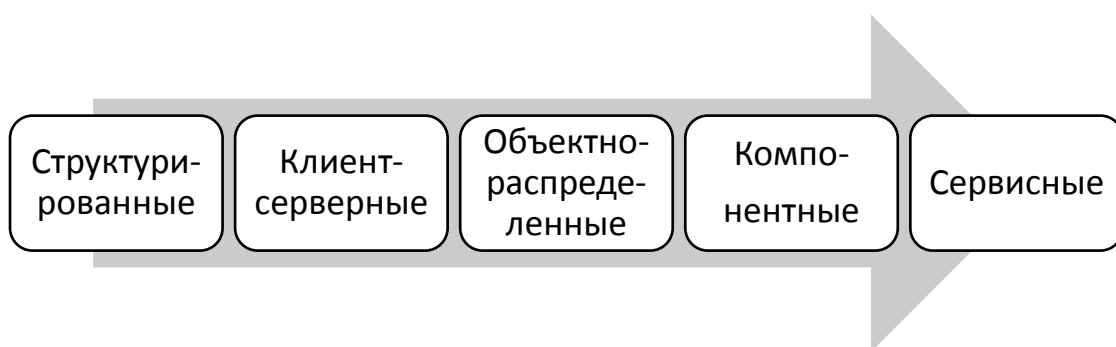 Структури-
рованные
Клиент-
серверные
Объектно-
распреде-
ленные
Компо-
нентные
Сервисные